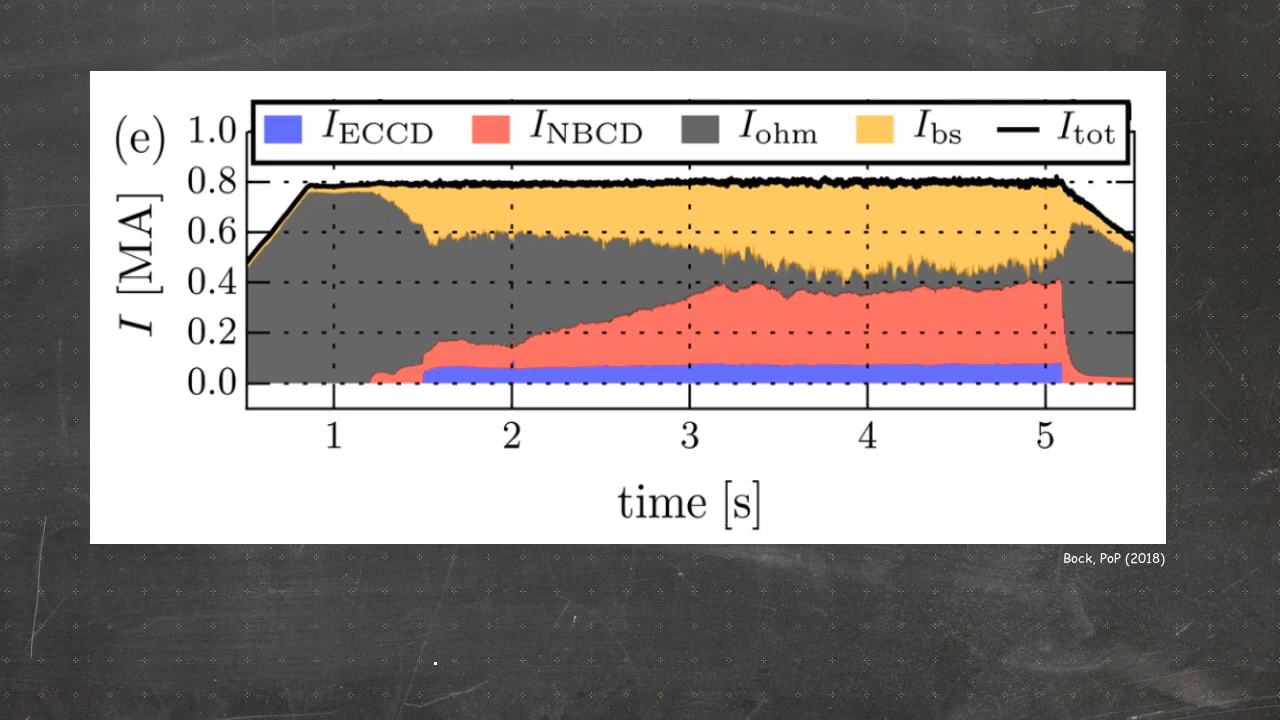 (e)
I_ECCD I_NBCD I_ohm I_bs I_tot
1.0
0.8
0.6
0.4
0.2
0.0
I [MA]
1 2 3 4 5
time [s]
Bock, PoP (2018)
.